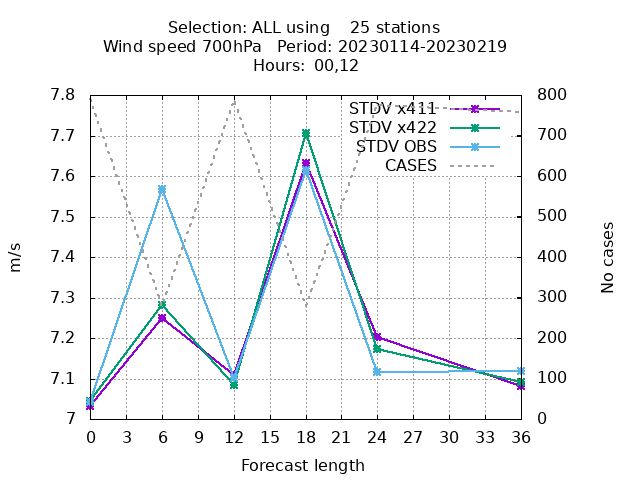 Selection: ALL using    25 stations
Wind speed 700hPa   Period: 20230114-20230219
Hours:  00,12
7.8
7.7
7.6
7.5
7.4
7.3
7.2
7.1
7
m/s
STDV x411
STDV x422
STDV OBS
CASES
800
700
600
500
400
300
200
100
0
No cases
0 3 6 9 12 15 18 21 24 27 30 33 36
Forecast length